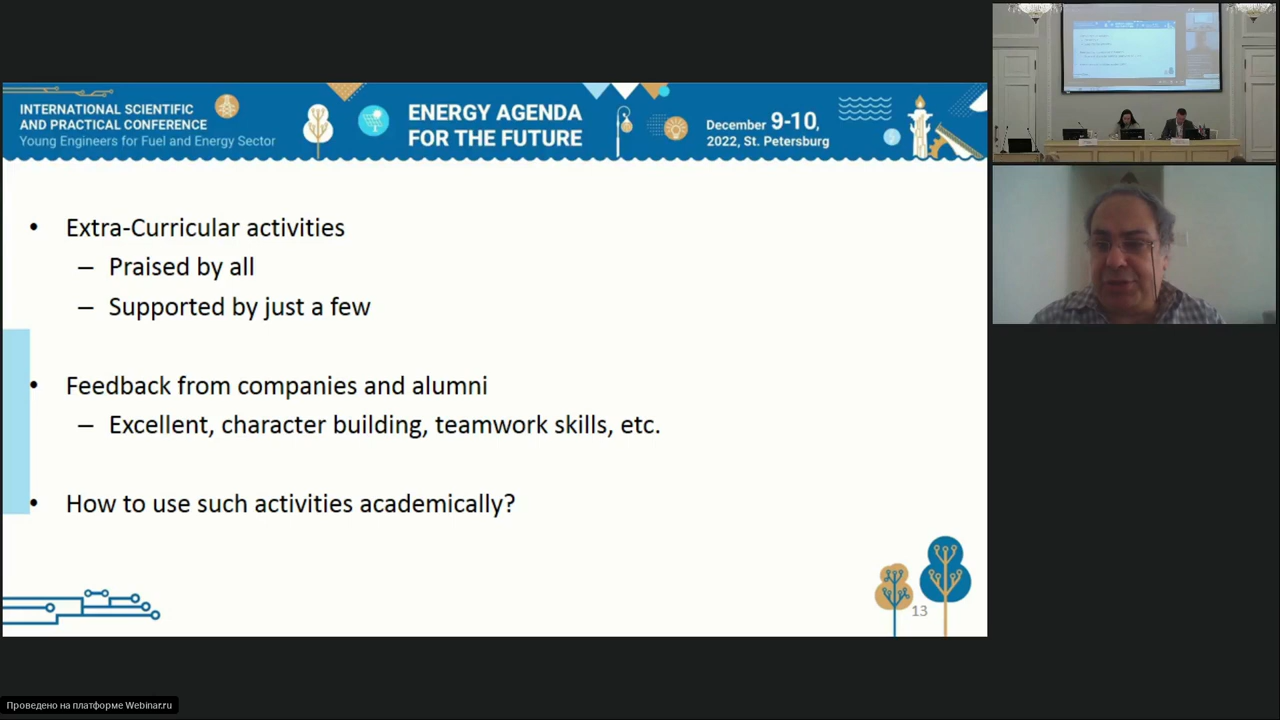 INTERNATIONAL SCIENTIFIC
AND PRACTICAL CONFERENCE
Young Engineers for Fuel and Energy Sector
ENERGY AGENDA
FOR THE FUTURE
December 9-10,
2022, St. Petersburg
• Extra-Curricular activities
– Praised by all
– Supported by just a few
• Feedback from companies and alumni
– Excellent, character building, teamwork skills, etc.
• How to use such activities academically?
13
Проведено на платформе Webinar.ru